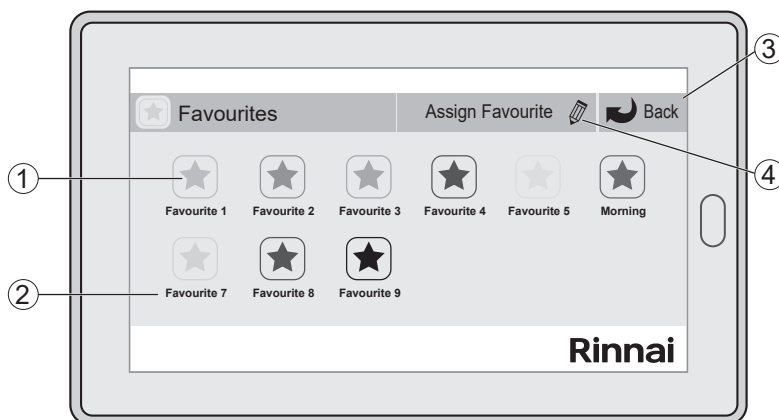 Favourites
Assign Favourite
Back
Favourite 1
Favourite 2
Favourite 3
Favourite 4
Favourite 5
Morning
Favourite 7
Favourite 8
Favourite 9
Rinnai
1
2
3
4